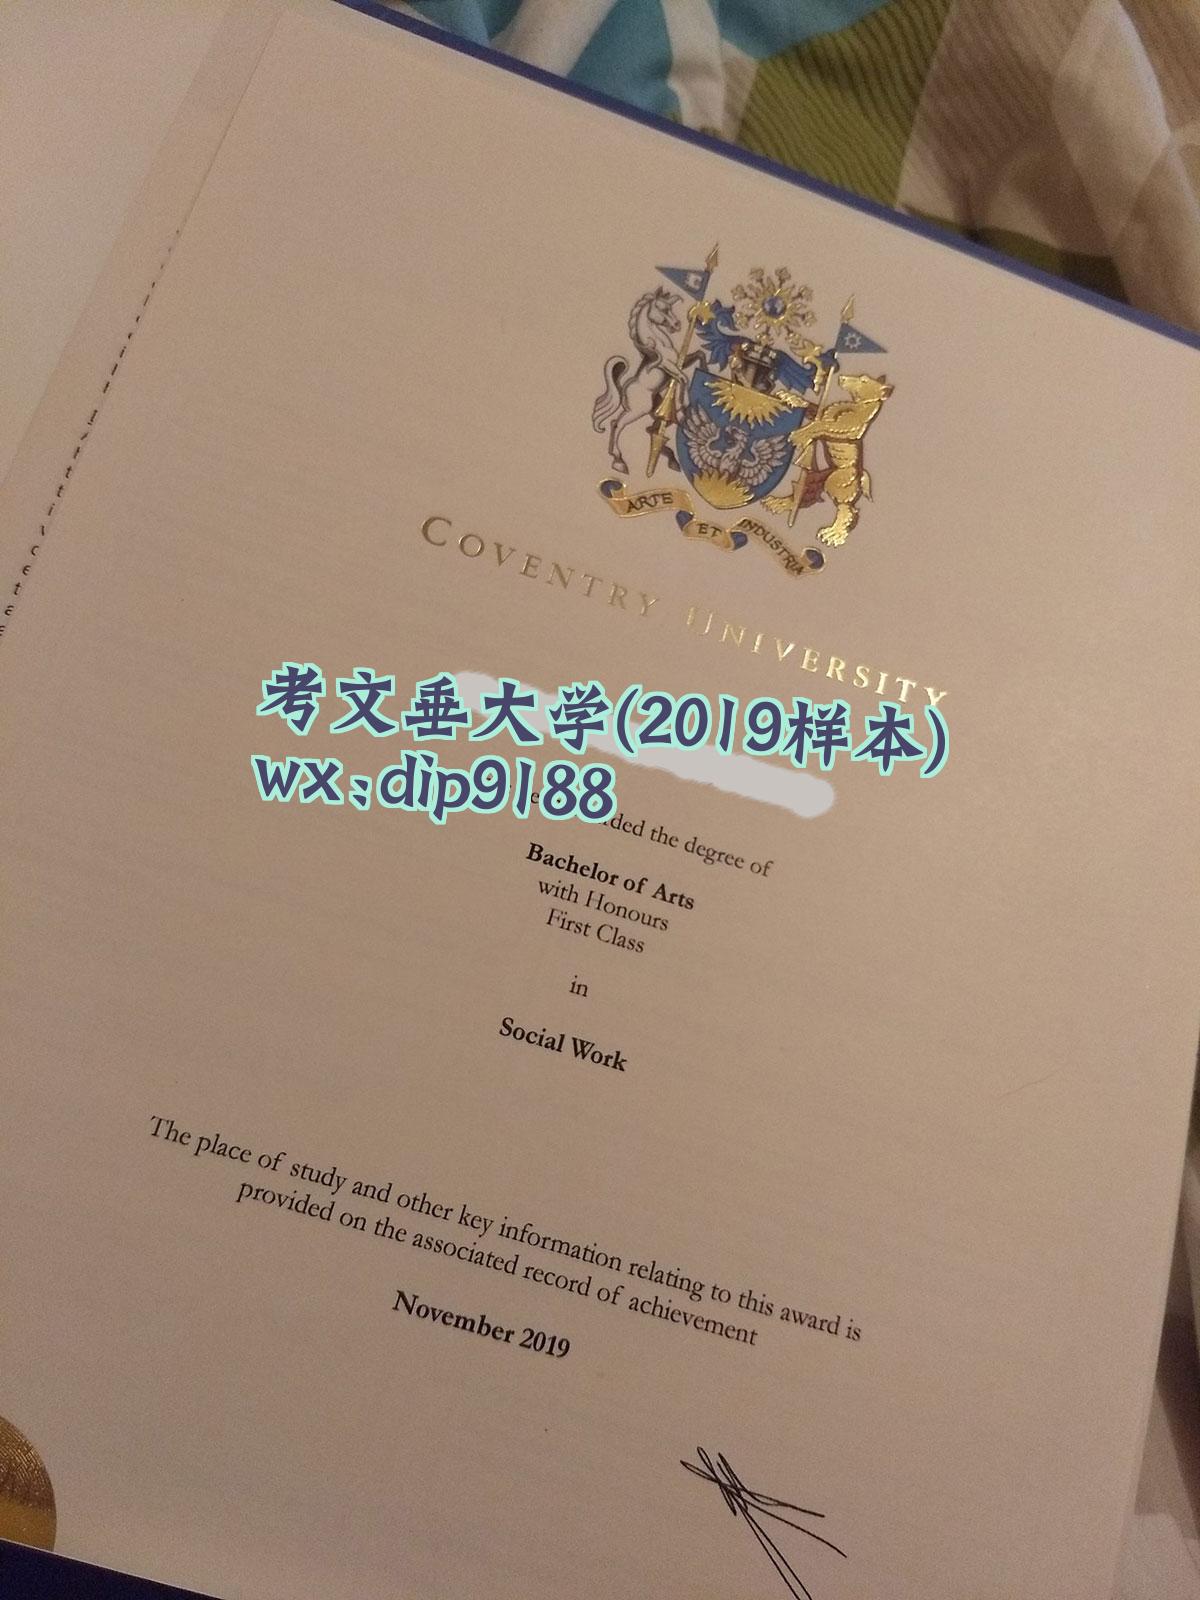 ARTE ET INDUSTRIA
COVENTRY UNIVERSITY
考文垂大学(2019样本)
wx:dip9188
the degree of
Bachelor of Arts
with Honours
First Class
in
Social Work
The place of study and other key information relating to this award is
provided on the associated record of achievement
November 2019